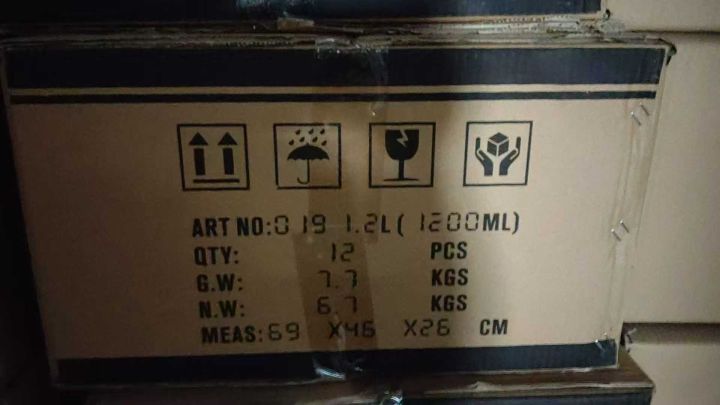 ART NO:019 1.2L( 1200ML)
QTY: 12 PCS
G.W: 7.7 KGS
N.W: 6.7 KGS
MEAS:69 X46 X26 CM